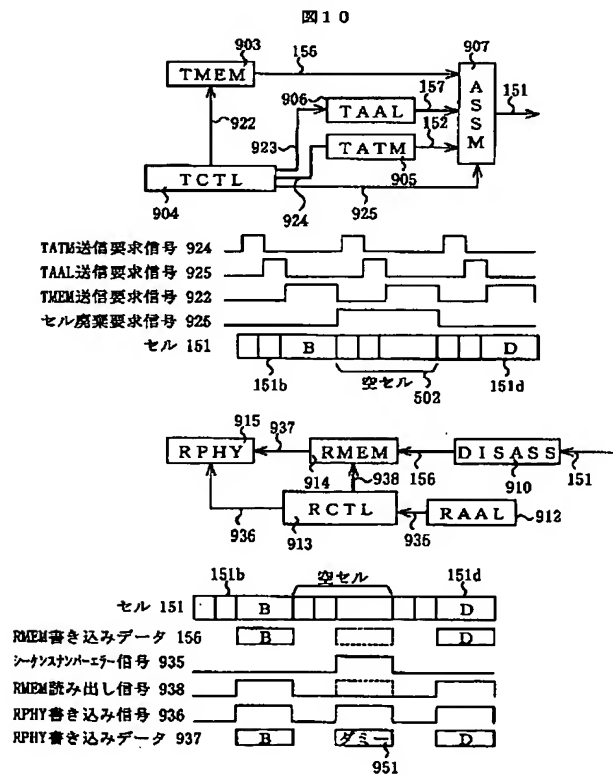 図10
903
156
907
TMEM
906
157
151
TAAL
152
922
923
TATM
ASSM
TCTL
905
904
924
925
TATM送信要求信号 924
TAAL送信要求信号 925
TMEM送信要求信号 922
セル廃棄要求信号 926
セル 151
B
D
151b
空セル
502
151d
915
937
RPHY
RMEM
DISASS
914
938
156
910
151
RCTL
RAAL
936
913
935
912
151b
空セル
151d
セル 151
B
D
RMEM書き込みデータ 156
B
D
シーケンスナンバーエラー信号 935
RMEM読み出し信号 938
RPHY書き込み信号 936
RPHY書き込みデータ 937
B
ダミー
D
951